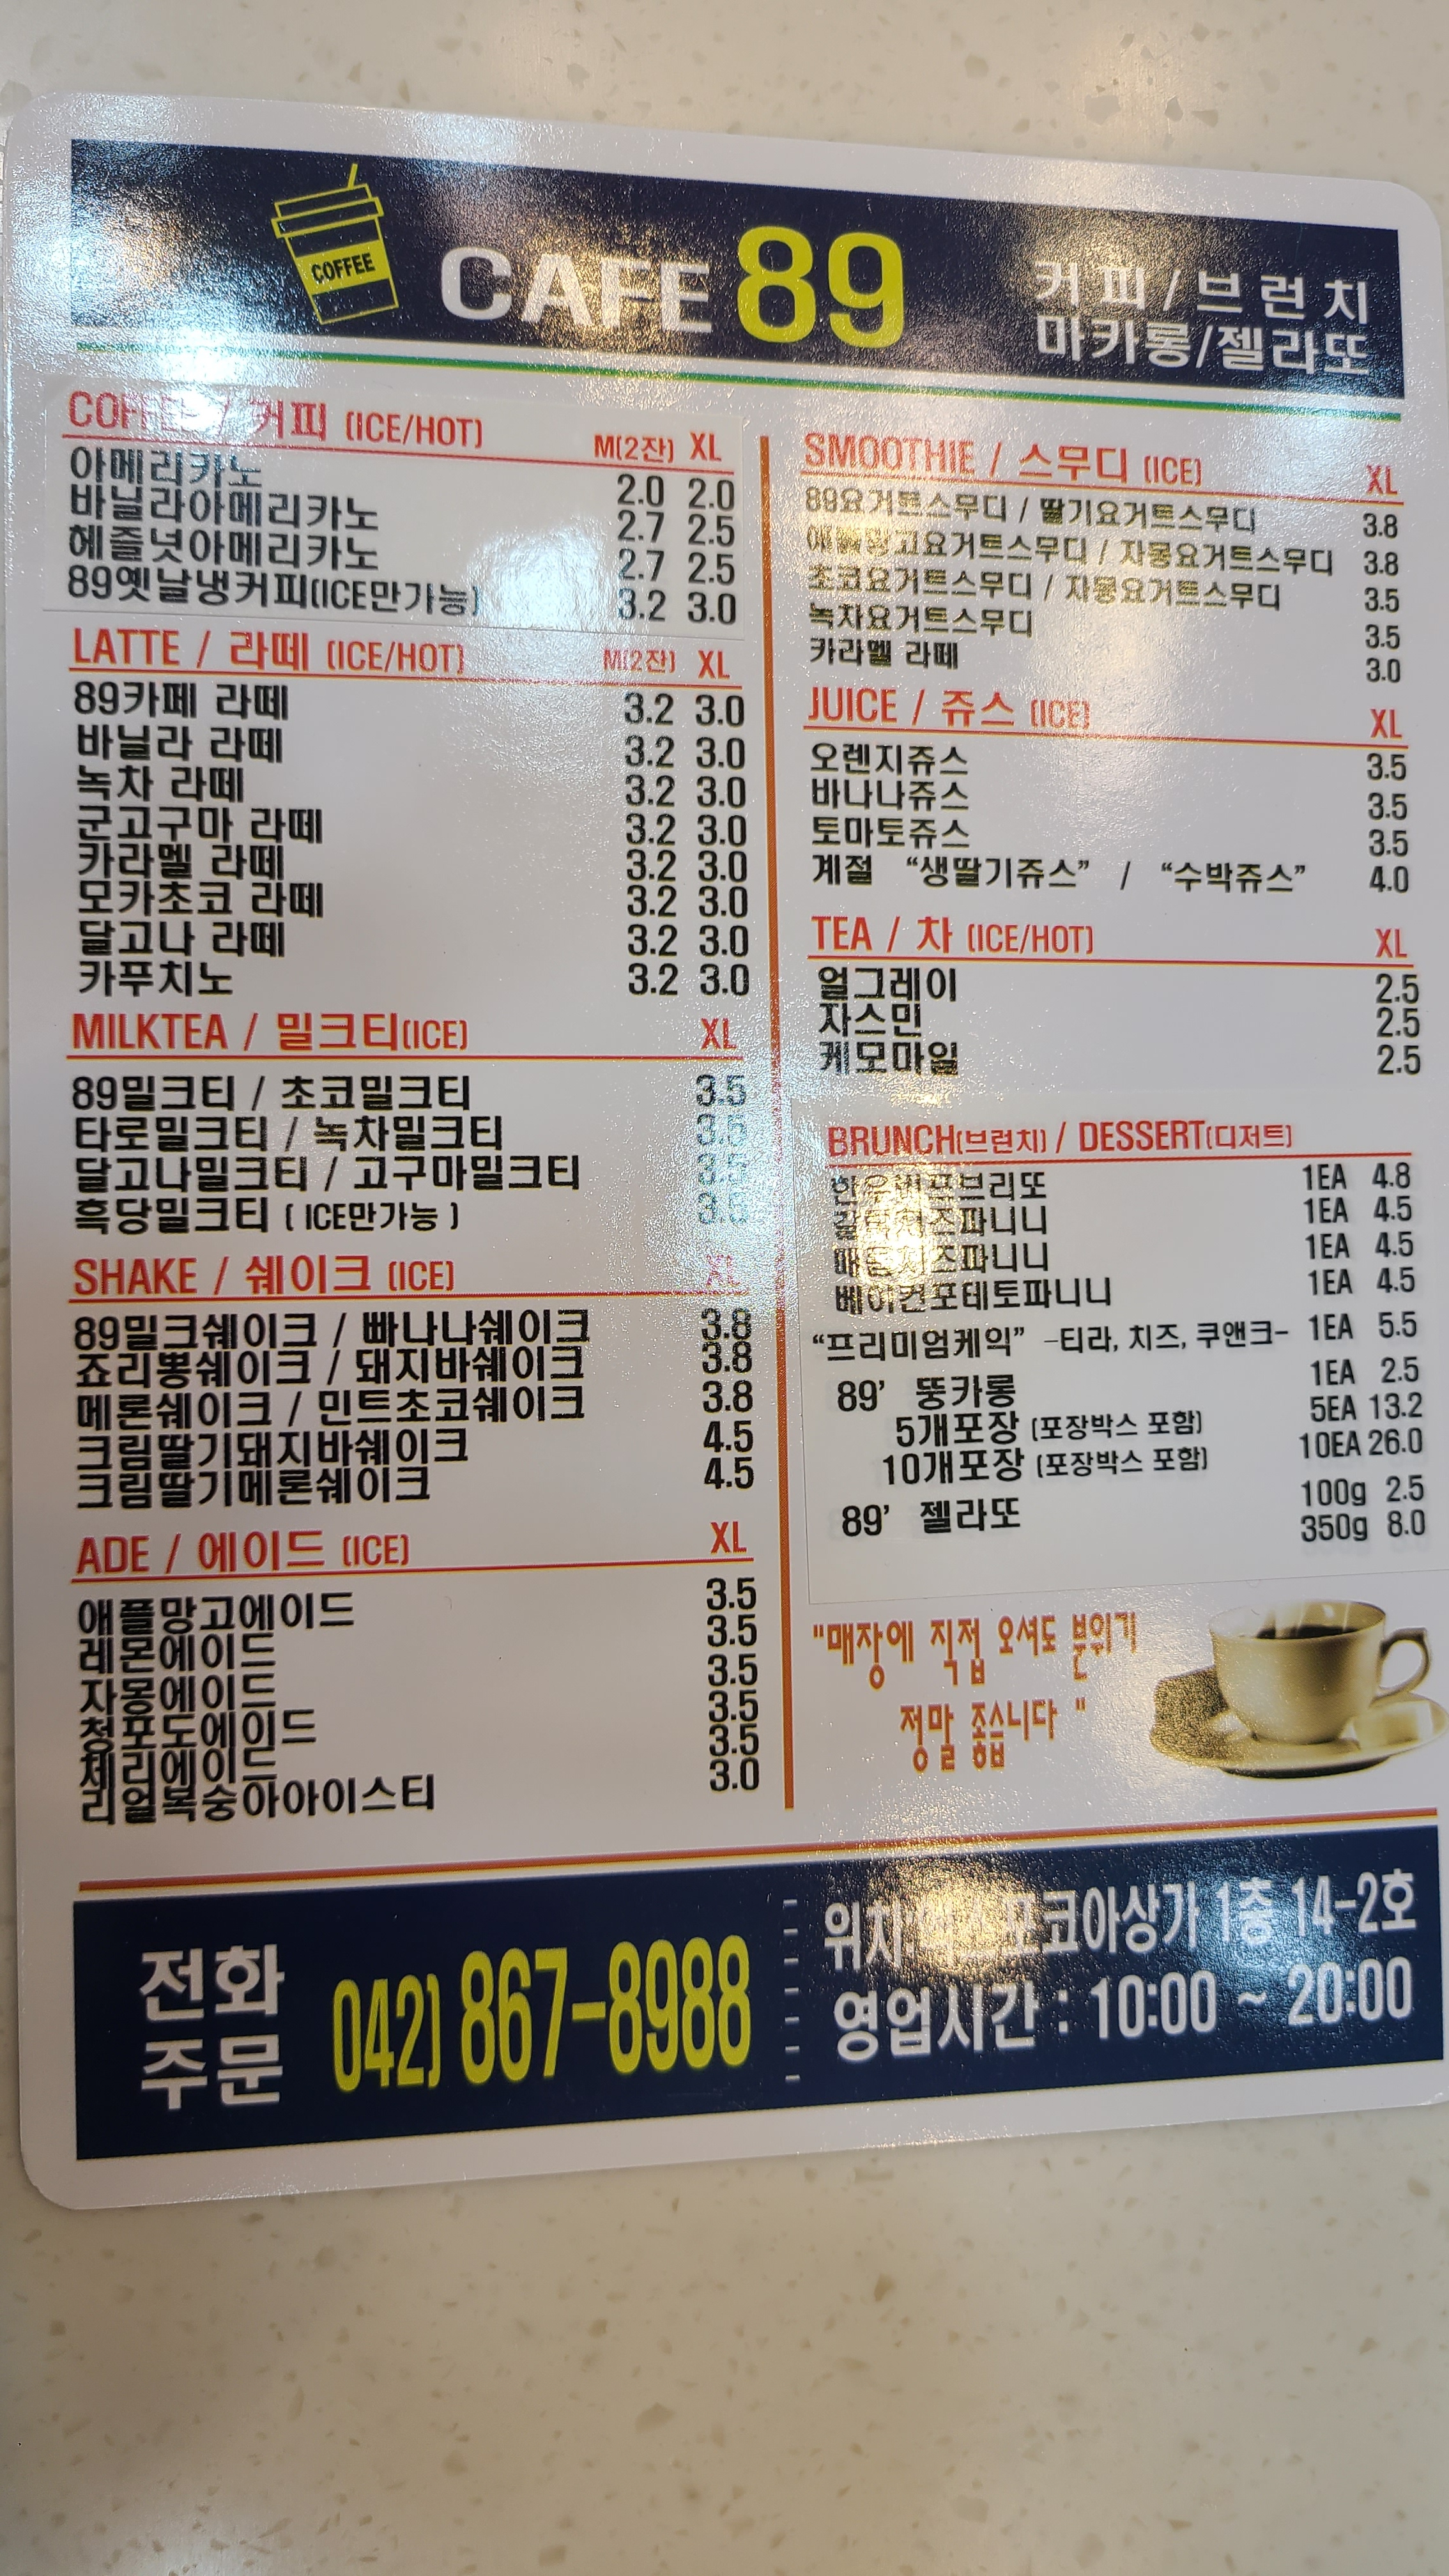 COFFEE
CAFE 89
커피/브런치
마카롱/젤라또
COFFEE / 커피 (ICE/HOT) M(2잔) XL
아메리카노 2.0 2.0
바닐라아메리카노 2.7 2.5
헤즐넛아메리카노 2.7 2.5
89옛날냉커피(ICE만가능) 3.2 3.0
LATTE / 라떼 (ICE/HOT) M(2잔) XL
89카페 라떼 3.2 3.0
바닐라 라떼 3.2 3.0
녹차 라떼 3.2 3.0
군고구마 라떼 3.2 3.0
카라멜 라떼 3.2 3.0
모카초코 라떼 3.2 3.0
달고나 라떼 3.2 3.0
카푸치노 3.2 3.0
MILKTEA / 밀크티(ICE) XL
89밀크티 / 초코밀크티 3.5
타로밀크티 / 녹차밀크티 3.5
달고나밀크티 / 고구마밀크티 3.5
흑당밀크티 ( ICE만가능 ) 3.5
SHAKE / 쉐이크 (ICE) XL
89밀크쉐이크 / 빠나나쉐이크 3.8
죠리뽕쉐이크 / 돼지바쉐이크 3.8
메론쉐이크 / 민트초코쉐이크 3.8
크림딸기돼지바쉐이크 4.5
크림딸기메론쉐이크 4.5
ADE / 에이드 (ICE) XL
애플망고에이드 3.5
레몬에이드 3.5
자몽에이드 3.5
청포도에이드 3.5
체리에이드 3.5
리얼복숭아아이스티 3.0
SMOOTHIE / 스무디 (ICE) XL
89요거트스무디 / 딸기요거트스무디 3.8
애플망고요거트스무디 / 자몽요거트스무디 3.8
초코요거트스무디 / 자몽요거트스무디 3.5
녹차요거트스무디 3.5
카라멜 라떼 3.0
JUICE / 쥬스 (ICE) XL
오렌지쥬스 3.5
바나나쥬스 3.5
토마토쥬스 3.5
계절 “생딸기쥬스” / “수박쥬스” 4.0
TEA / 차 (ICE/HOT) XL
얼그레이 2.5
자스민 2.5
케모마일 2.5
BRUNCH(브런치) / DESSERT(디저트)
1EA 4.8
1EA 4.5
1EA 4.5
베이컨포테토파니니 1EA 4.5
“프리미엄케익” -티라, 치즈, 쿠앤크- 1EA 5.5
89’ 뚱카롱 1EA 2.5
5개포장 (포장박스 포함) 5EA 13.2
10개포장 (포장박스 포함) 10EA 26.0
89’ 젤라또 100g 2.5
350g 8.0
"매장에 직접 오셔도 분위기
정말 좋습니다 "
전화
주문
042) 867-8988
위치:엑스포코아상가 1층 14-2호
영업시간 : 10:00 ~ 20:00